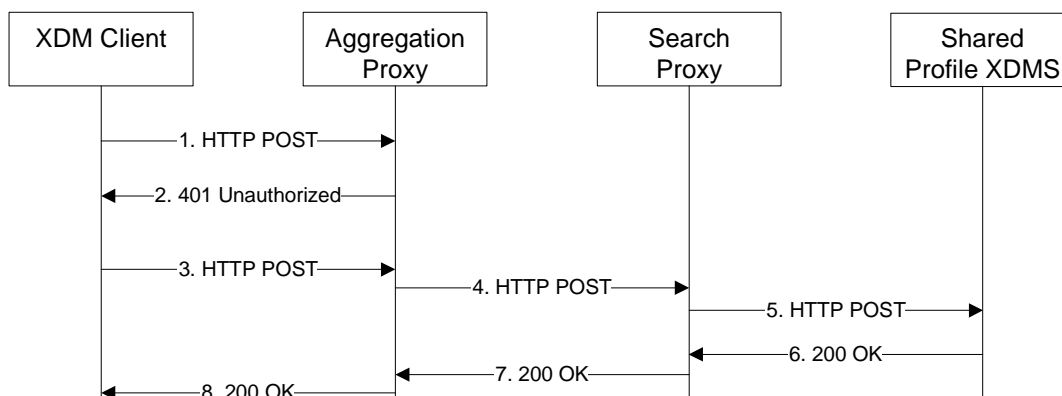 XDM Client
Aggregation
Proxy
Search
Proxy
Shared
Profile XDMS
1. HTTP POST
2. 401 Unauthorized
3. HTTP POST
4. HTTP POST
5. HTTP POST
6. 200 OK
7. 200 OK
8. 200 OK